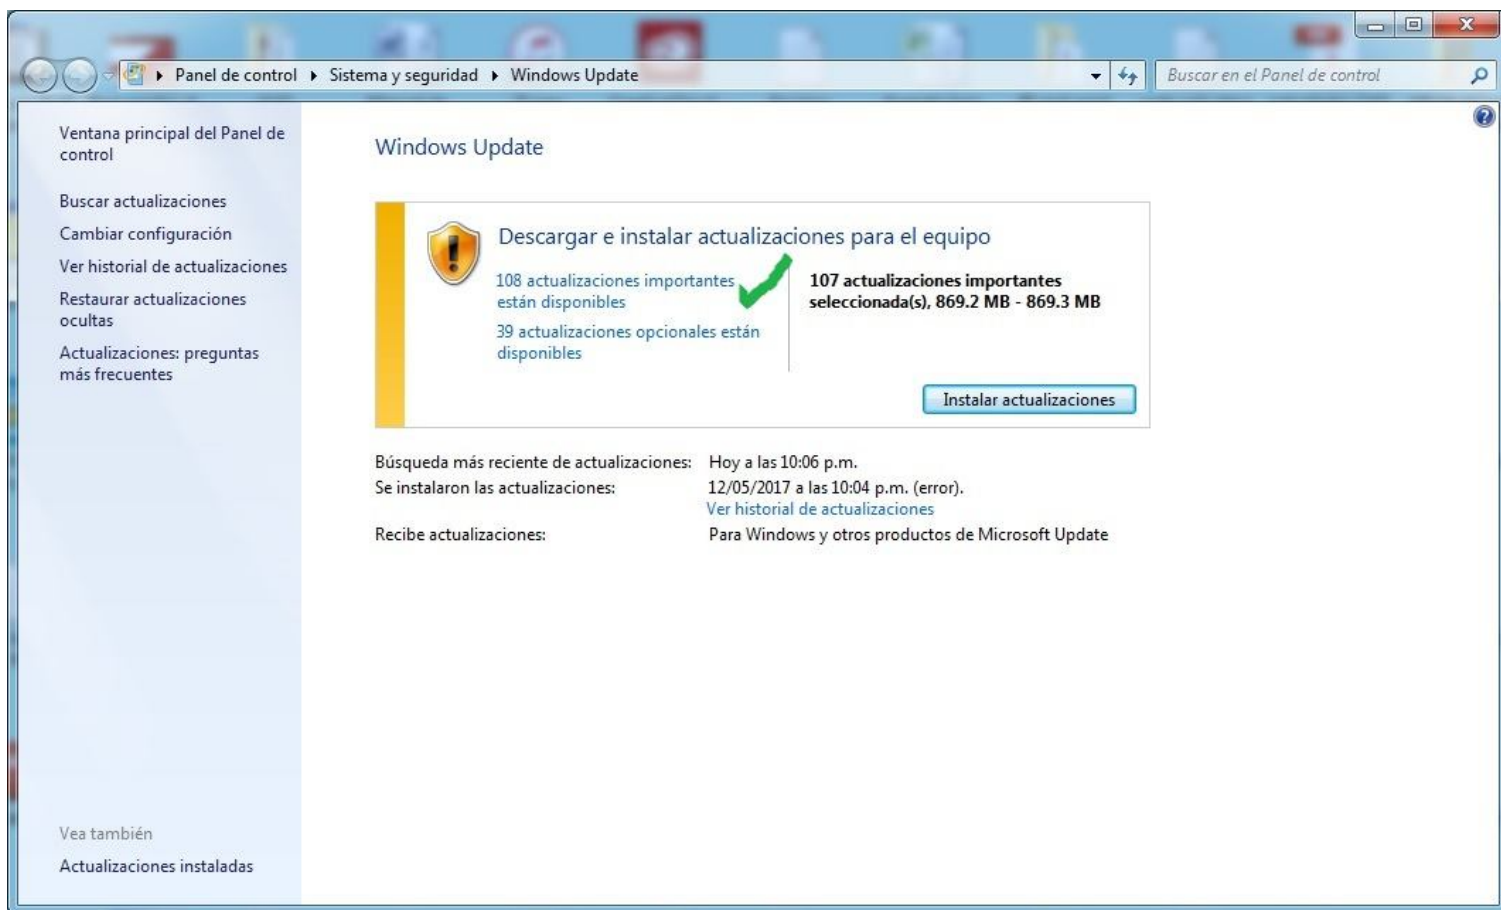 Panel de control ▸ Sistema y seguridad ▸ Windows Update
Buscar en el Panel de control
Ventana principal del Panel de
control
Buscar actualizaciones
Cambiar configuración
Ver historial de actualizaciones
Restaurar actualizaciones
ocultas
Actualizaciones: preguntas
más frecuentes
Vea también
Actualizaciones instaladas
Windows Update
Descargar e instalar actualizaciones para el equipo
108 actualizaciones importantes
están disponibles
39 actualizaciones opcionales están
disponibles
107 actualizaciones importantes
seleccionada(s), 869.2 MB - 869.3 MB
Instalar actualizaciones
Búsqueda más reciente de actualizaciones: Hoy a las 10:06 p.m.
Se instalaron las actualizaciones: 12/05/2017 a las 10:04 p.m. (error).
Ver historial de actualizaciones
Recibe actualizaciones: Para Windows y otros productos de Microsoft Update